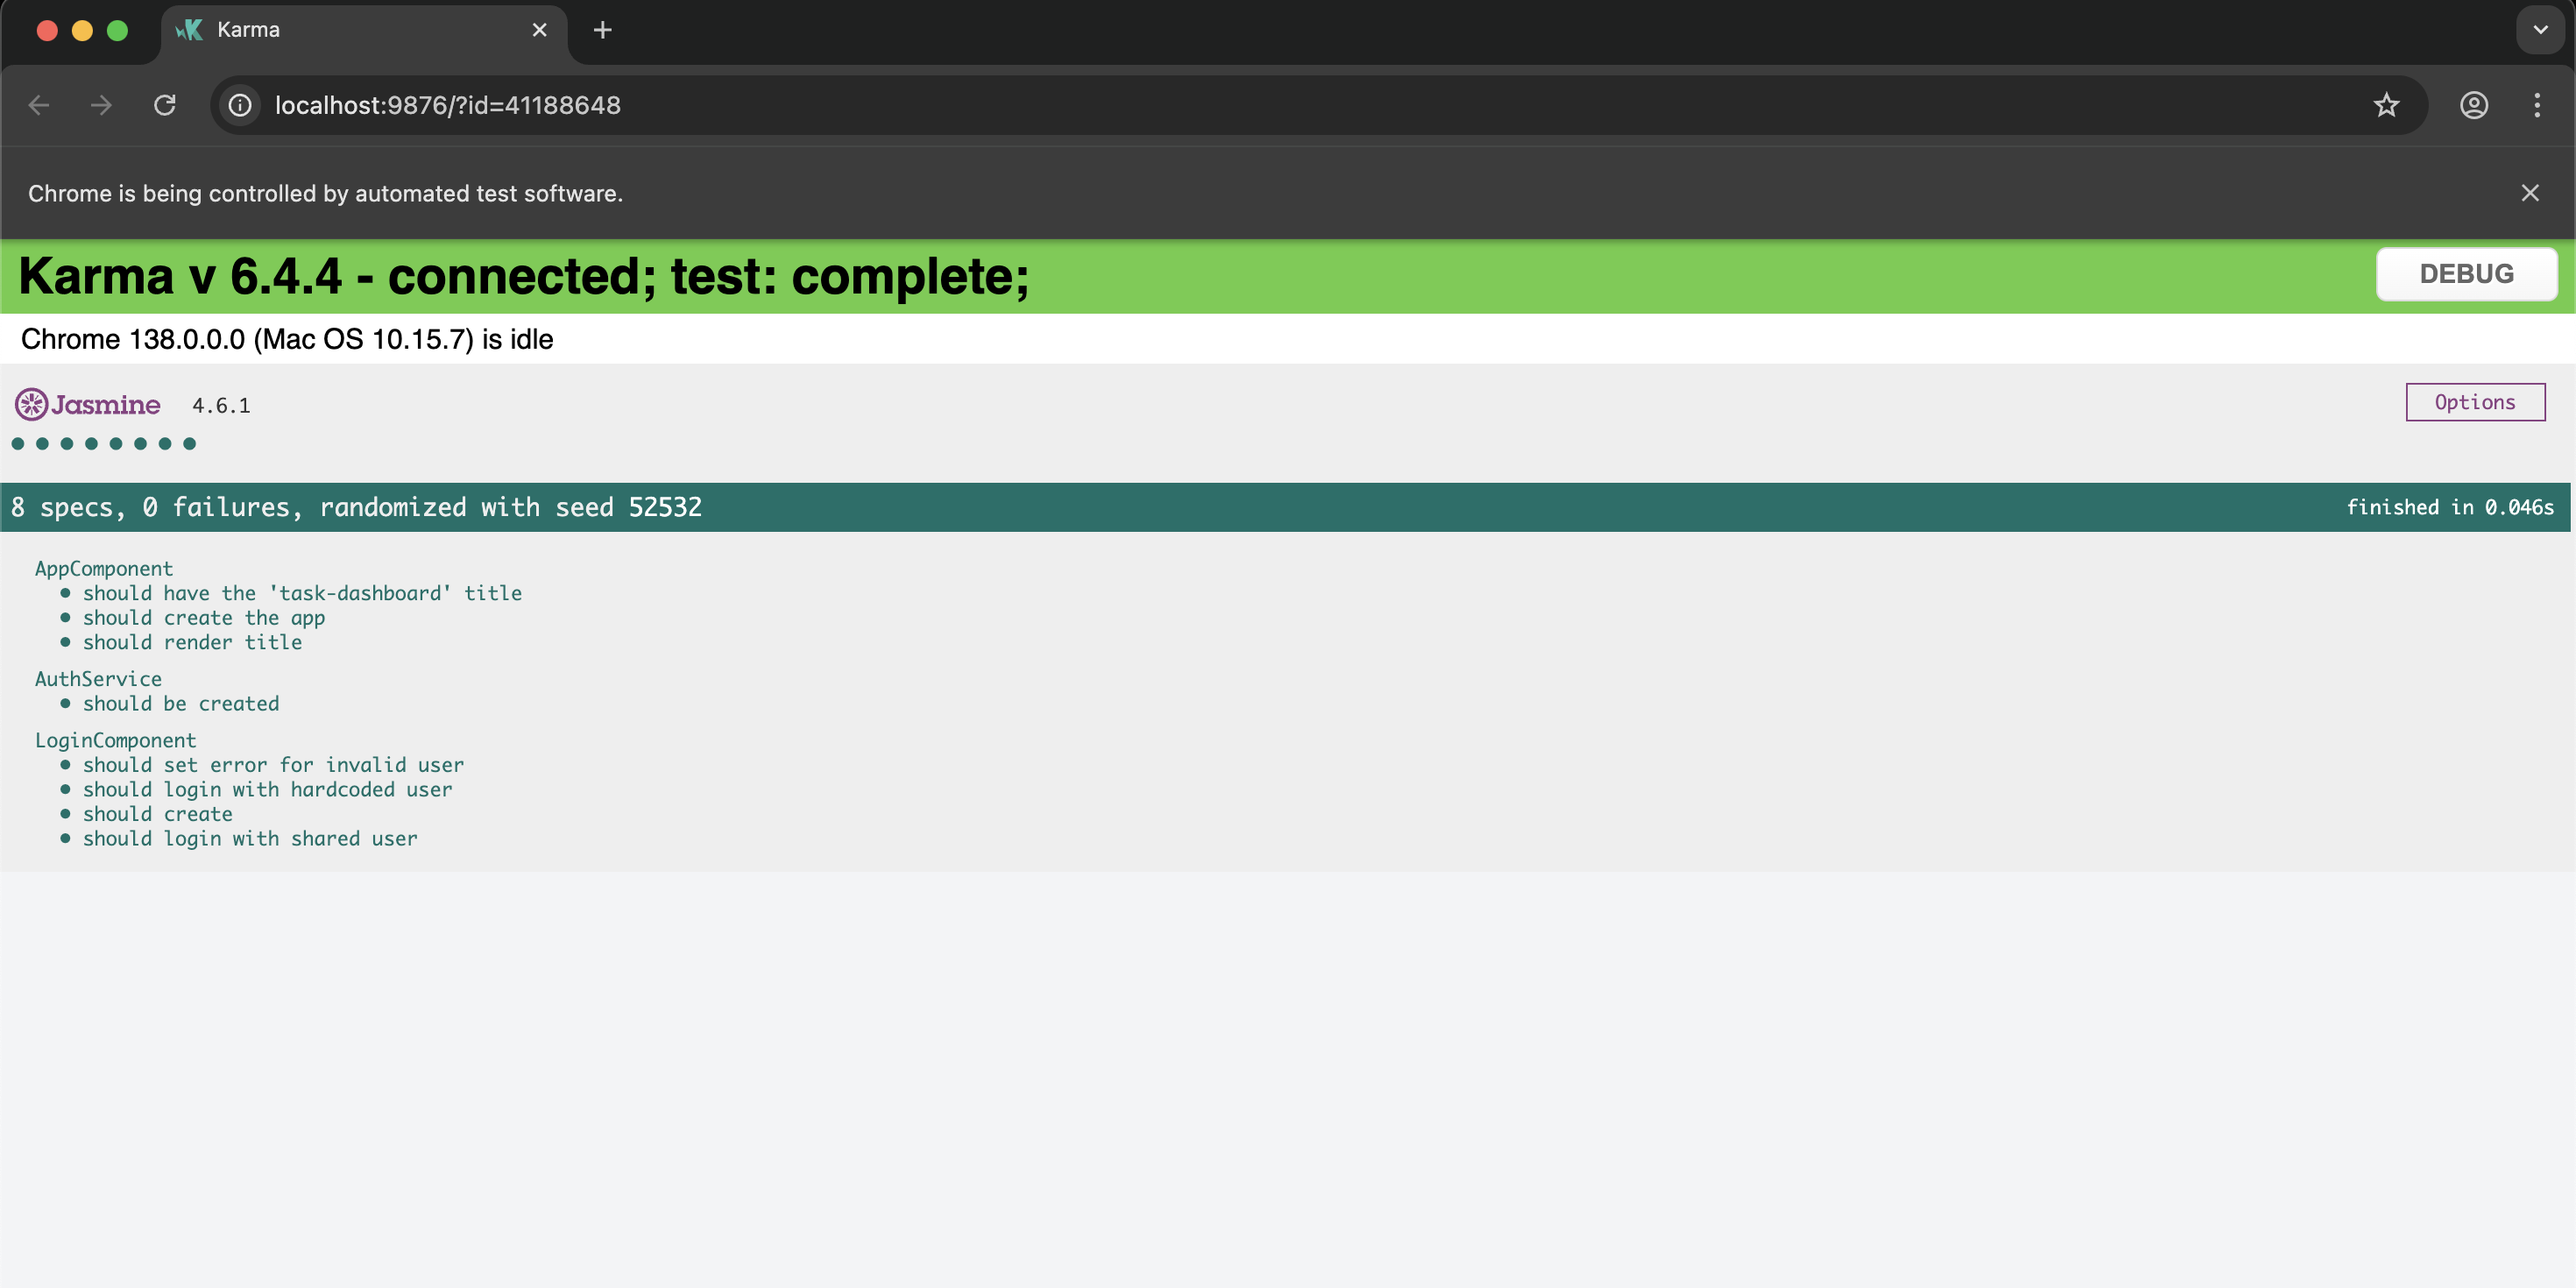 Karma
localhost:9876/?id=41188648
Chrome is being controlled by automated test software.
Karma v 6.4.4 - connected; test: complete;
DEBUG
Chrome 138.0.0.0 (Mac OS 10.15.7) is idle
Jasmine 4.6.1
Options
8 specs, 0 failures, randomized with seed 52532
finished in 0.046s
AppComponent
• should have the 'task-dashboard' title
• should create the app
• should render title
AuthService
• should be created
LoginComponent
• should set error for invalid user
• should login with hardcoded user
• should create
• should login with shared user